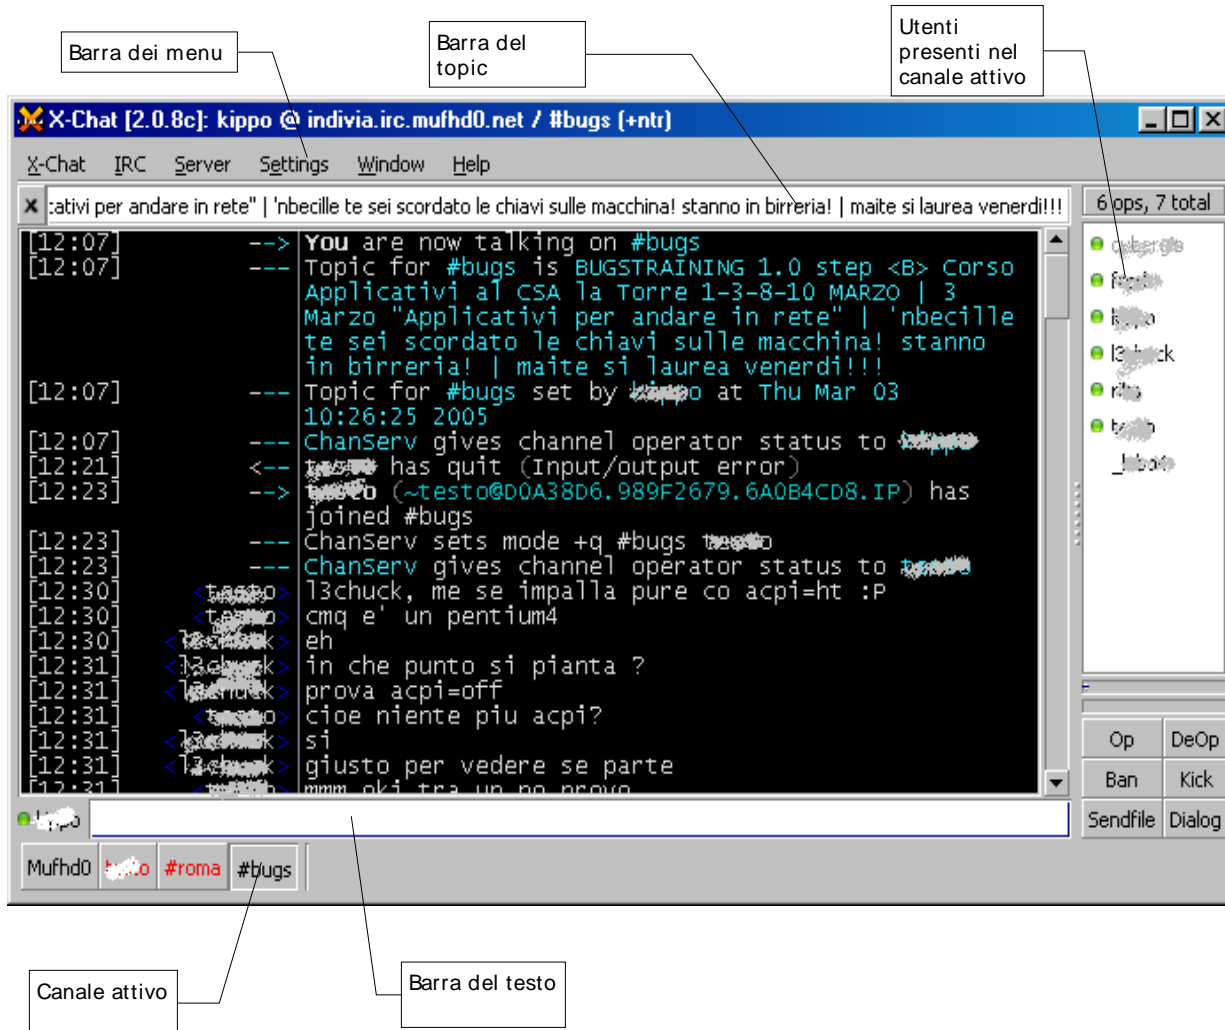 Barra dei menu
Barra del
topic
Utenti
presenti nel
canale attivo
X-Chat [2.0.8c]: kippo @ indivia.irc.mufhd0.net / #bugs (+ntr)
X-Chat IRC Server Settings Window Help
x :ativi per andare in rete" | 'nbecille te sei scordato le chiavi sulle macchina! stanno in birreria! | maite si laurea venerdi!!!
6 ops, 7 total
[12:07] --> You are now talking on #bugs
[12:07] --- Topic for #bugs is BUGSTRAINING 1.0 step <B> Corso
Applicativi al CSA la Torre 1-3-8-10 MARZO | 3
Marzo "Applicativi per andare in rete" | 'nbecille
te sei scordato le chiavi sulle macchina! stanno
in birreria! | maite si laurea venerdi!!!
[12:07] --- Topic for #bugs set by at Thu Mar 03
10:26:25 2005
[12:07] --- ChanServ gives channel operator status to
[12:21] <-- has quit (Input/output error)
[12:23] --> (~testo@D0A38D6.989F2679.6A0B4CD8.IP) has
joined #bugs
[12:23] --- ChanServ sets mode +q #bugs
[12:23] --- ChanServ gives channel operator status to
[12:30] l3chuck, me se impalla pure co acpi=ht :P
[12:30] cmq e' un pentium4
[12:30] eh
[12:31] in che punto si pianta ?
[12:31] prova acpi=off
[12:31] cioe niente piu acpi?
[12:31] si
[12:31] giusto per vedere se parte
[12:31] mmm oki tra un po provo
Op DeOp
Ban Kick
Sendfile Dialog
Mufhd0 #roma #bugs
Canale attivo
Barra del testo